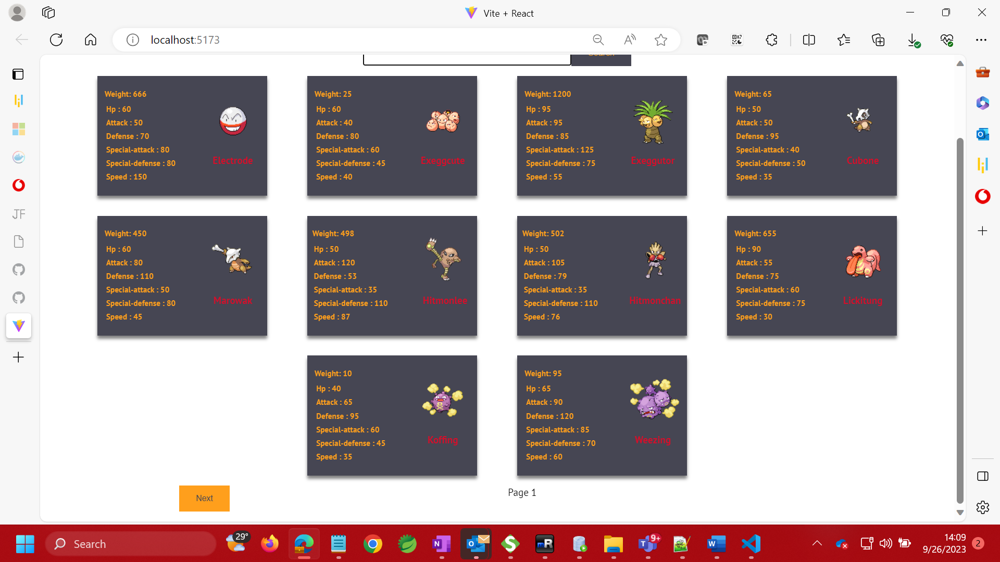 Vite + React
localhost:5173
Search
Weight: 666
Hp : 60
Attack : 50
Defense : 70
Special-attack : 80
Special-defense : 80
Speed : 150
Electrode
Weight: 25
Hp : 60
Attack : 40
Defense : 80
Special-attack : 60
Special-defense : 45
Speed : 40
Exeggcute
Weight: 1200
Hp : 95
Attack : 95
Defense : 85
Special-attack : 125
Special-defense : 75
Speed : 55
Exeggutor
Weight: 65
Hp : 50
Attack : 50
Defense : 95
Special-attack : 40
Special-defense : 50
Speed : 35
Cubone
Weight: 450
Hp : 60
Attack : 80
Defense : 110
Special-attack : 50
Special-defense : 80
Speed : 45
Marowak
Weight: 498
Hp : 50
Attack : 120
Defense : 53
Special-attack : 35
Special-defense : 110
Speed : 87
Hitmonlee
Weight: 502
Hp : 50
Attack : 105
Defense : 79
Special-attack : 35
Special-defense : 110
Speed : 76
Hitmonchan
Weight: 655
Hp : 90
Attack : 55
Defense : 75
Special-attack : 60
Special-defense : 75
Speed : 30
Lickitung
Weight: 10
Hp : 40
Attack : 65
Defense : 95
Special-attack : 60
Special-defense : 45
Speed : 35
Koffing
Weight: 95
Hp : 65
Attack : 90
Defense : 120
Special-attack : 85
Special-defense : 70
Speed : 60
Weezing
Next
Page 1
JF
Search
29°
9+
14:09
9/26/2023
2